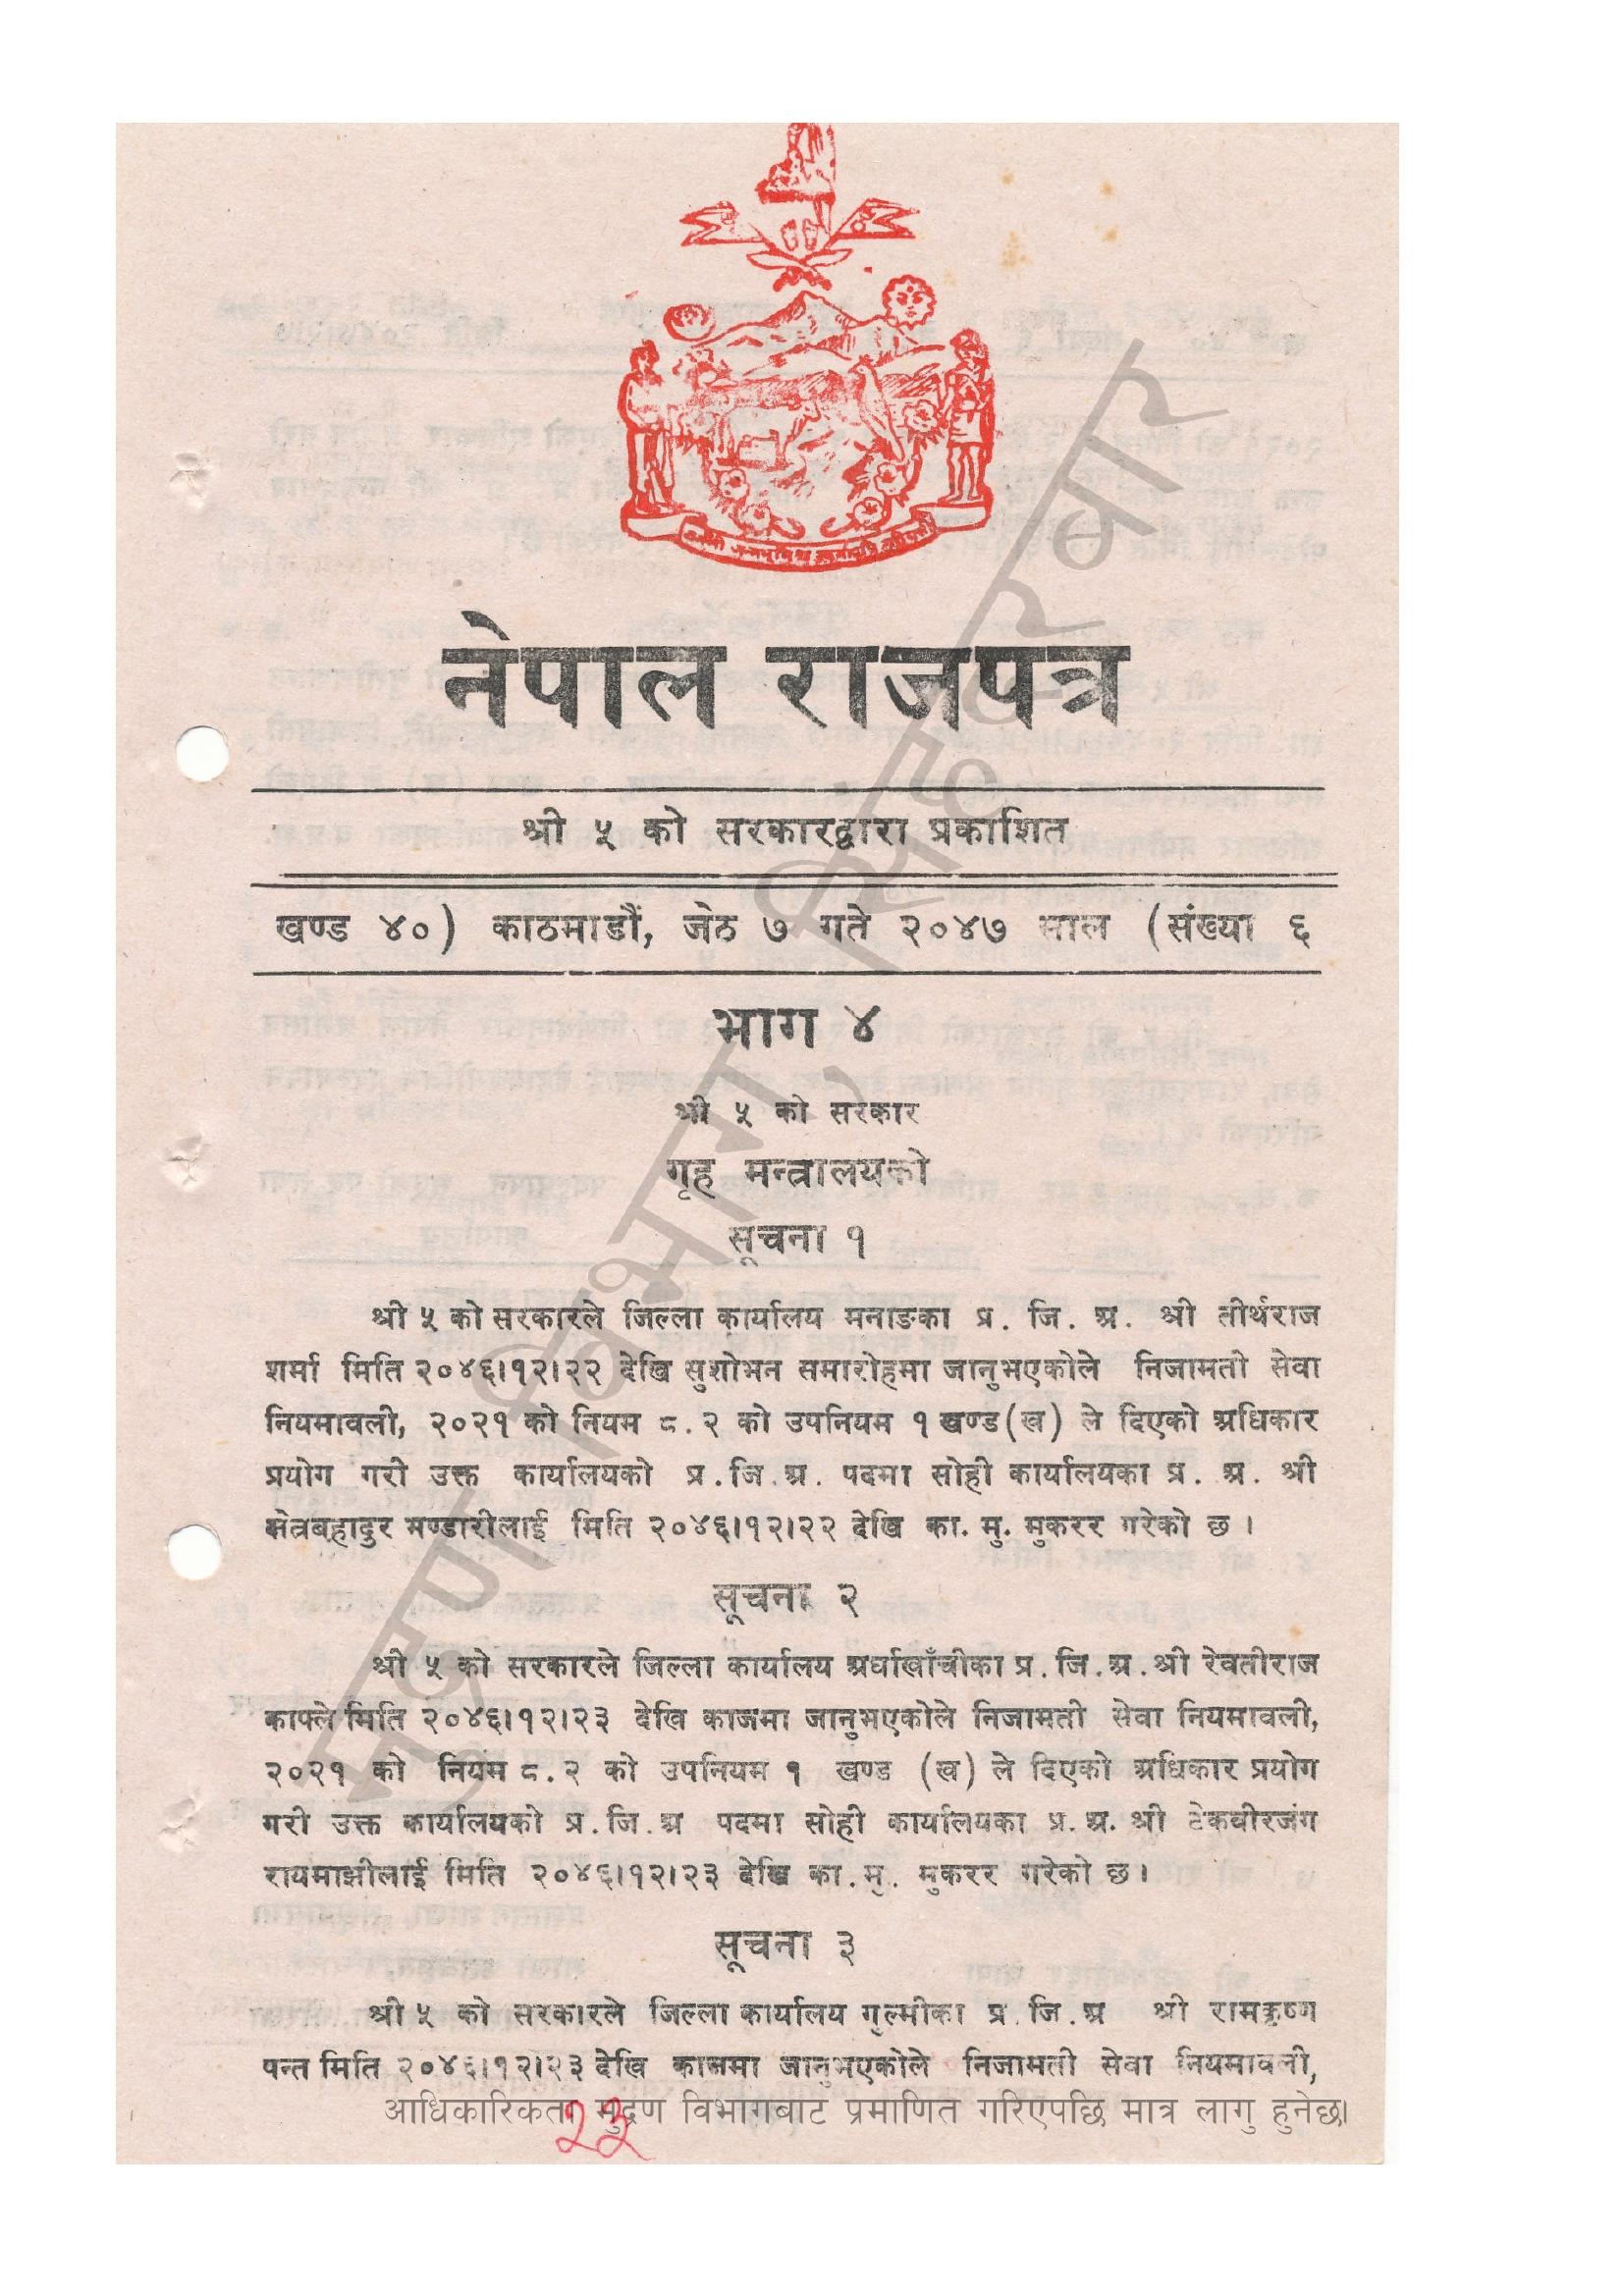 नेपाल राजपत्र
श्री ५ को सरकारद्वारा प्रकाशित
खण्ड ४०) काठमाडौं, जेठ ७ गते २०४७ साल (संख्या ६
भाग ४
श्री ५ को सरकार
गृह मन्त्रालयको
सूचना १
श्री ५ को सरकारले जिल्ला कार्यालय मनाङका प्र. जि. अ. श्री तीर्थराज
शर्मा मिति २०४६।१२।२२ देखि सुशोभन समारोहमा जानुभएकोले निजामती सेवा
नियमावली, २०२१ को नियम ८.२ को उपनियम १ खण्ड (ख) ले दिएको अधिकार
प्रयोग गरी उक्त कार्यालयको प्र.जि.अ. पदमा सोही कार्यालयका प्र. अ. श्री
क्षेत्रबहादुर भण्डारीलाई मिति २०४६।१२।२२ देखि का. मु. मुकरर गरेको छ ।
सूचना २
श्री ५ को सरकारले जिल्ला कार्यालय अर्घाखाँचीका प्र.जि.अ. श्री रेवतीराज
काफ्ले मिति २०४६।१२।२३ देखि काजमा जानुभएकोले निजामती सेवा नियमावली,
२०२१ को नियम ८.२ को उपनियम १ खण्ड (ख) ले दिएको अधिकार प्रयोग
गरी उक्त कार्यालयको प्र.जि.अ पदमा सोही कार्यालयका प्र.अ. श्री टेकवीरजंग
रायमाझीलाई मिति २०४६।१२।२३ देखि का.मु. मुकरर गरेको छ ।
सूचना ३
श्री ५ को सरकारले जिल्ला कार्यालय गुल्मीका प्र.जि.अ श्री रामकृष्ण
पन्त मिति २०४६।१२।२३ देखि काजमा जानुभएकोले निजामती सेवा नियमावली,
आधिकारिकता मुद्रण विभागबाट प्रमाणित गरिएपछि मात्र लागु हुनेछ।
२३
मुद्रण विभाग, सिंहदरबार